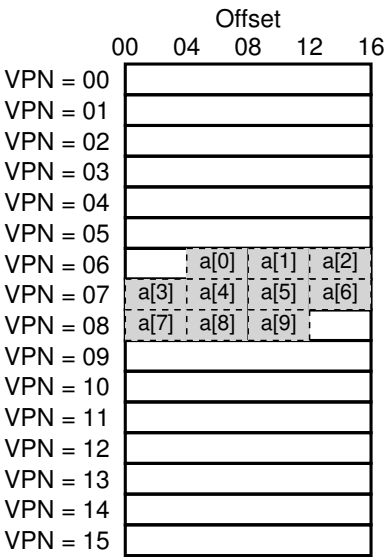 Offset
00 04 08 12 16
VPN = 00
VPN = 01
VPN = 02
VPN = 03
VPN = 04
VPN = 05
VPN = 06 a[0] a[1] a[2]
VPN = 07 a[3] a[4] a[5] a[6]
VPN = 08 a[7] a[8] a[9]
VPN = 09
VPN = 10
VPN = 11
VPN = 12
VPN = 13
VPN = 14
VPN = 15